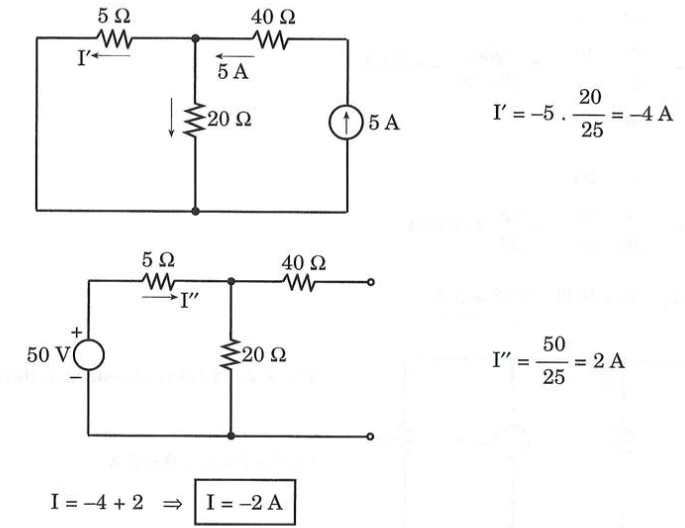 5 Ω 40 Ω
I′
5 A
20 Ω
5 A
I′ = –5 . 20/25 = –4 A
5 Ω 40 Ω
I″
+
50 V
–
20 Ω
I″ = 50/25 = 2 A
I = –4 + 2 ⇒ I = –2 A